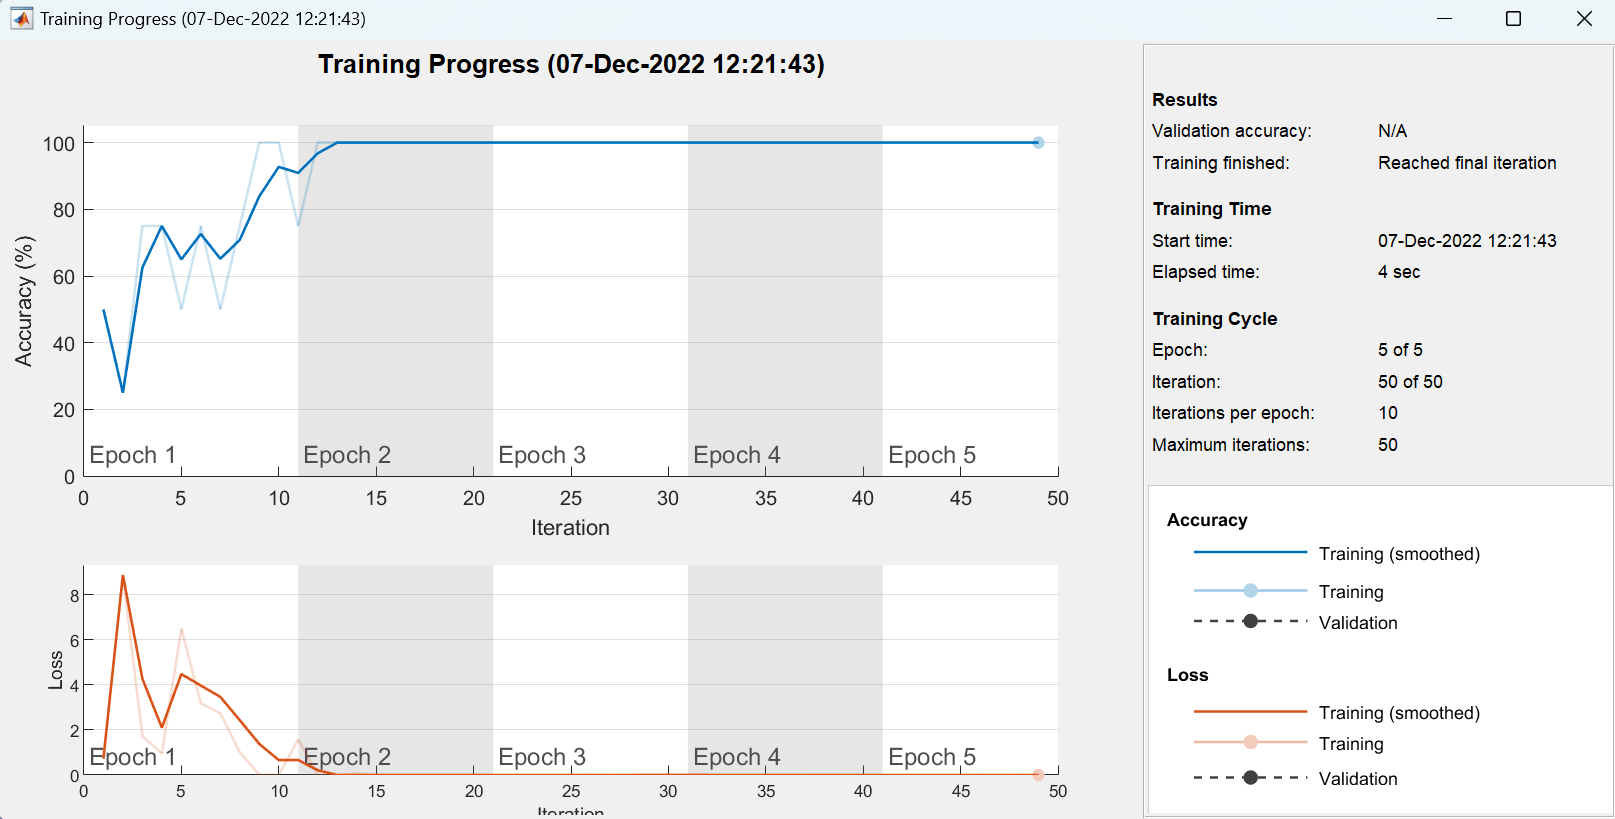 Training Progress (07-Dec-2022 12:21:43)
Training Progress (07-Dec-2022 12:21:43)
Accuracy (%)
100
80
60
40
20
0
Epoch 1
Epoch 2
Epoch 3
Epoch 4
Epoch 5
0 5 10 15 20 25 30 35 40 45 50
Iteration
Loss
8
6
4
2
0
Epoch 1
Epoch 2
Epoch 3
Epoch 4
Epoch 5
0 5 10 15 20 25 30 35 40 45 50
Iteration
Results
Validation accuracy: N/A
Training finished: Reached final iteration
Training Time
Start time: 07-Dec-2022 12:21:43
Elapsed time: 4 sec
Training Cycle
Epoch: 5 of 5
Iteration: 50 of 50
Iterations per epoch: 10
Maximum iterations: 50
Accuracy
Training (smoothed)
Training
Validation
Loss
Training (smoothed)
Training
Validation